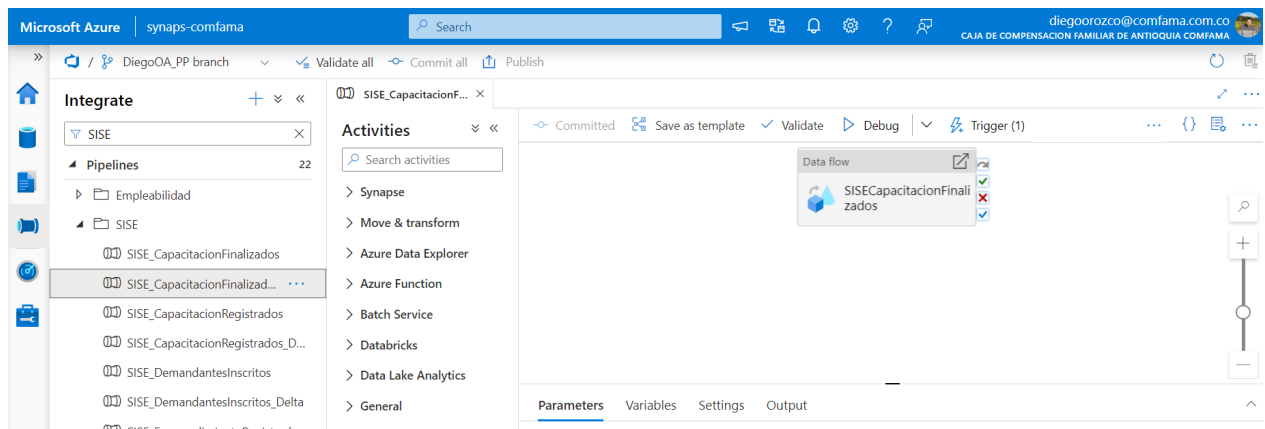 Microsoft Azure synaps-comfama Search diegoorozco@comfama.com.co
CAJA DE COMPENSACION FAMILIAR DE ANTIOQUIA COMFAMA
/ DiegoOA_PP branch Validate all Commit all Publish
Integrate
SISE
Pipelines 22
Empleabilidad
SISE
SISE_CapacitacionFinalizados
SISE_CapacitacionFinalizad...
SISE_CapacitacionRegistrados
SISE_CapacitacionRegistrados_D...
SISE_DemandantesInscritos
SISE_DemandantesInscritos_Delta
SISE_CapacitacionF...
Activities
Search activities
Synapse
Move & transform
Azure Data Explorer
Azure Function
Batch Service
Databricks
Data Lake Analytics
General
Committed Save as template Validate Debug Trigger (1)
Data flow
SISECapacitacionFinali
zados
Parameters Variables Settings Output